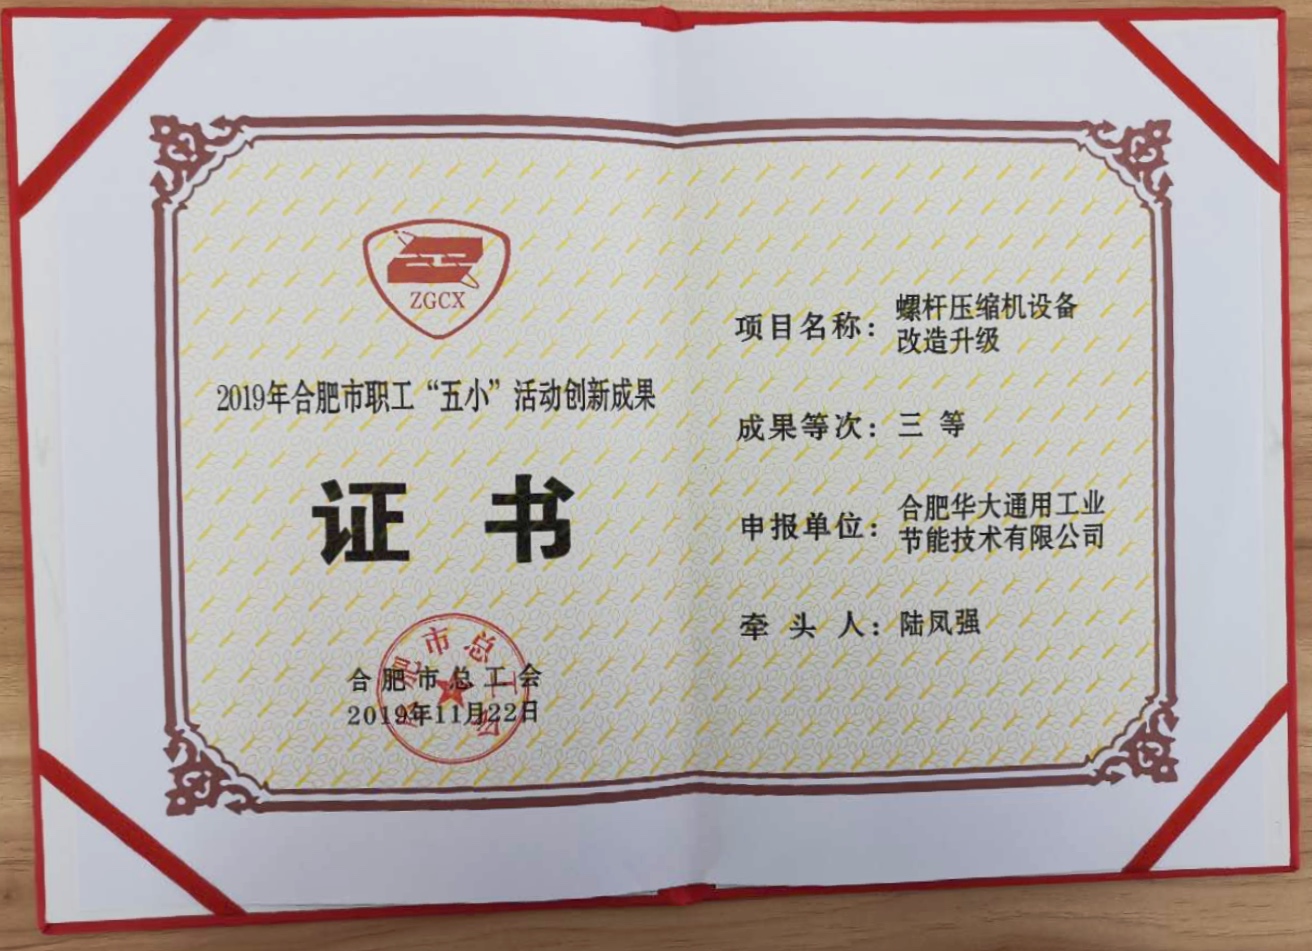 ZGCX
2019年合肥市职工“五小”活动创新成果
证书
合肥市总工会
2019年11月22日
项目名称：螺杆压缩机设备
改造升级
成果等次：三等
申报单位：合肥华大通用工业
节能技术有限公司
牵头人：陆凤强